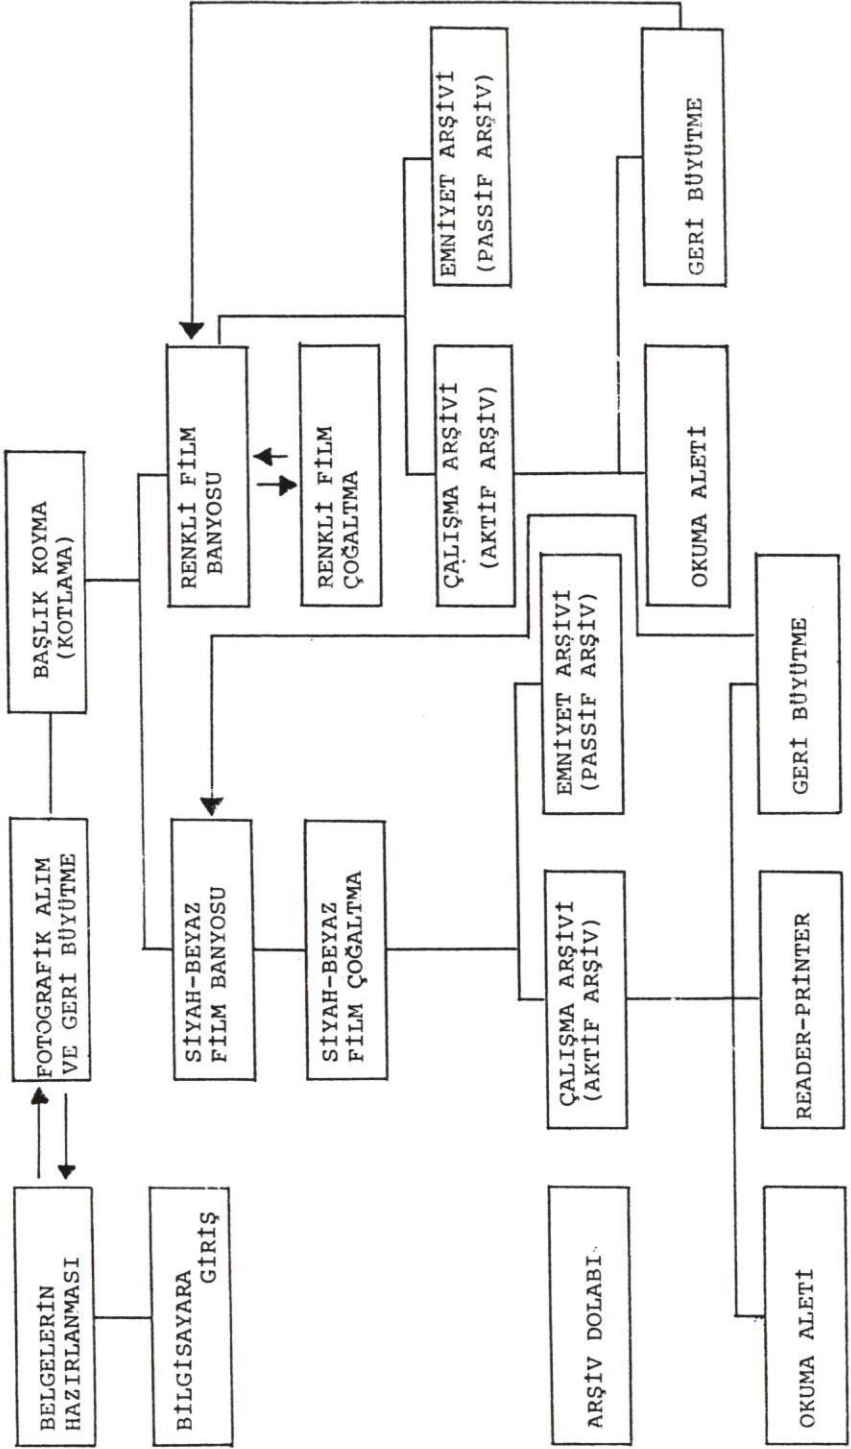 BELGELERİN
HAZIRLANMASI
FOTOGRAFİK ALIM
VE GERİ BÜYÜTME
BAŞLIK KOYMA
(KOTLAMA)
BİLGİSAYARA
GİRİŞ
SİYAH-BEYAZ
FİLM BANYOSU
RENKLİ FİLM
BANYOSU
SİYAH-BEYAZ
FİLM ÇOĞALTMA
RENKLİ FİLM
ÇOĞALTMA
ÇALIŞMA ARŞİVİ
(AKTİF ARŞİV)
EMNİYET ARŞİVİ
(PASSİF ARŞİV)
ARŞİV DOLABI
ÇALIŞMA ARŞİVİ
(AKTİF ARŞİV)
EMNİYET ARŞİVİ
(PASSİF ARŞİV)
OKUMA ALETİ
GERİ BÜYÜTME
OKUMA ALETİ
READER-PRINTER
GERİ BÜYÜTME